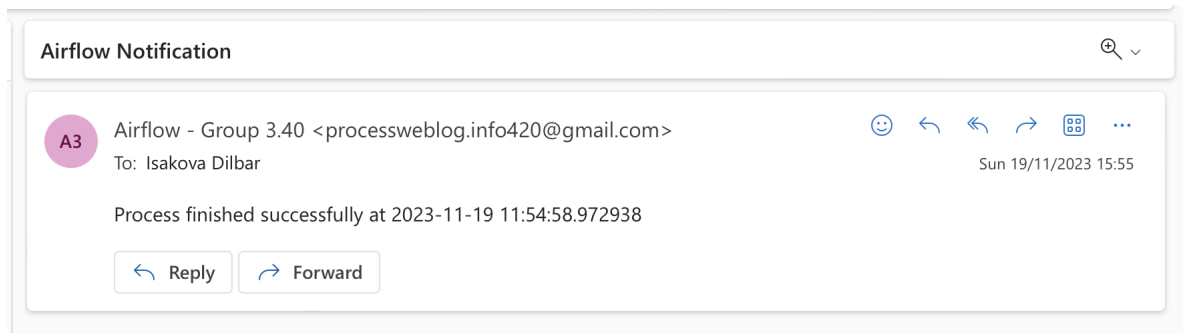 Airflow Notification
A3
Airflow - Group 3.40 <processweblog.info420@gmail.com>
To: Isakova Dilbar
Sun 19/11/2023 15:55
Process finished successfully at 2023-11-19 11:54:58.972938
Reply
Forward